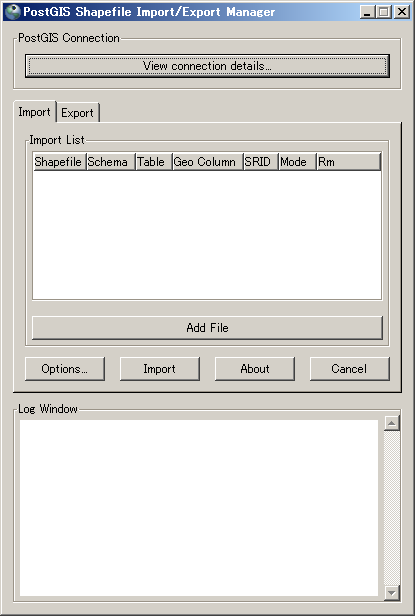 PostGIS Shapefile Import/Export Manager
PostGIS Connection
View connection details...
Import Export
Import List
Shapefile Schema Table Geo Column SRID Mode Rm
Add File
Options... Import About Cancel
Log Window